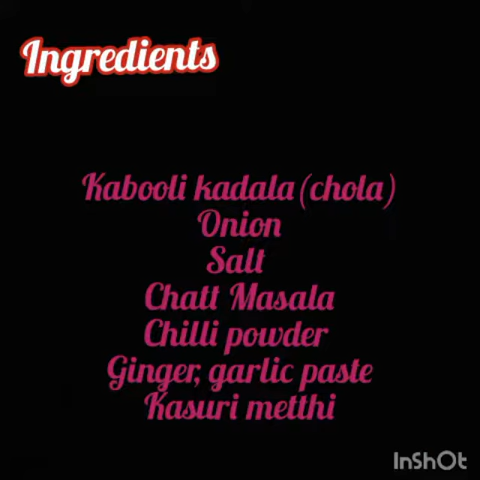 Ingredients
Kabooli kadala (chola)
Onion
Salt
Chatt Masala
Chilli powder
Ginger, garlic paste
Kasuri metthi
InShOt